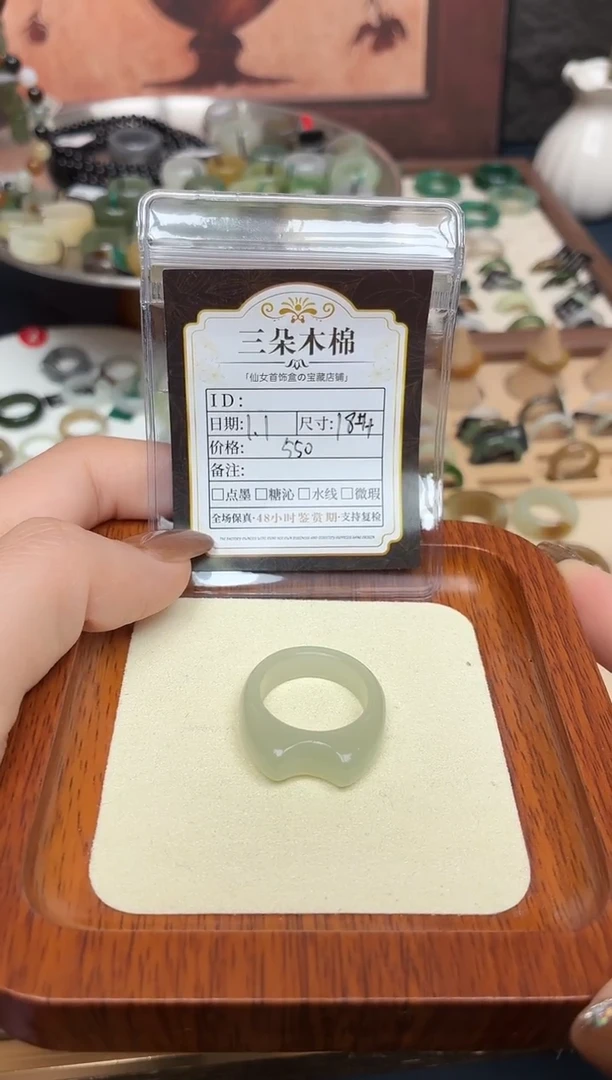 三朵木棉
「仙女首饰盒の宝藏店铺」
ID:
日期: 1.1 尺寸: 18#
价格: 550
备注:
□点墨 □糖沁 □水线 □微瑕
全场保真·48小时鉴赏期·支持复检